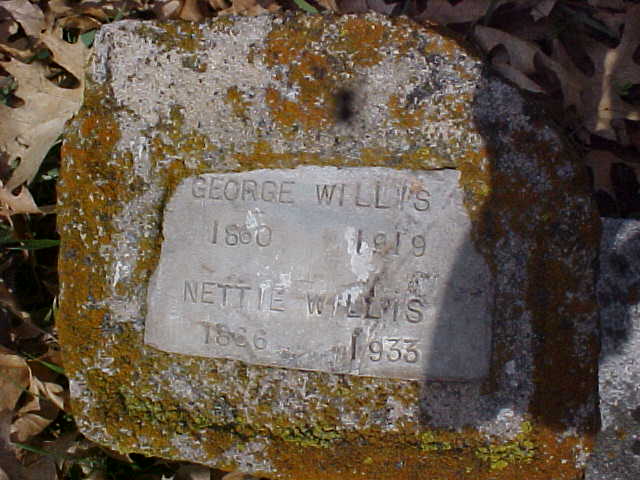 GEORGE WILLIS
1860 1919
NETTIE WILLIS
1866 1933